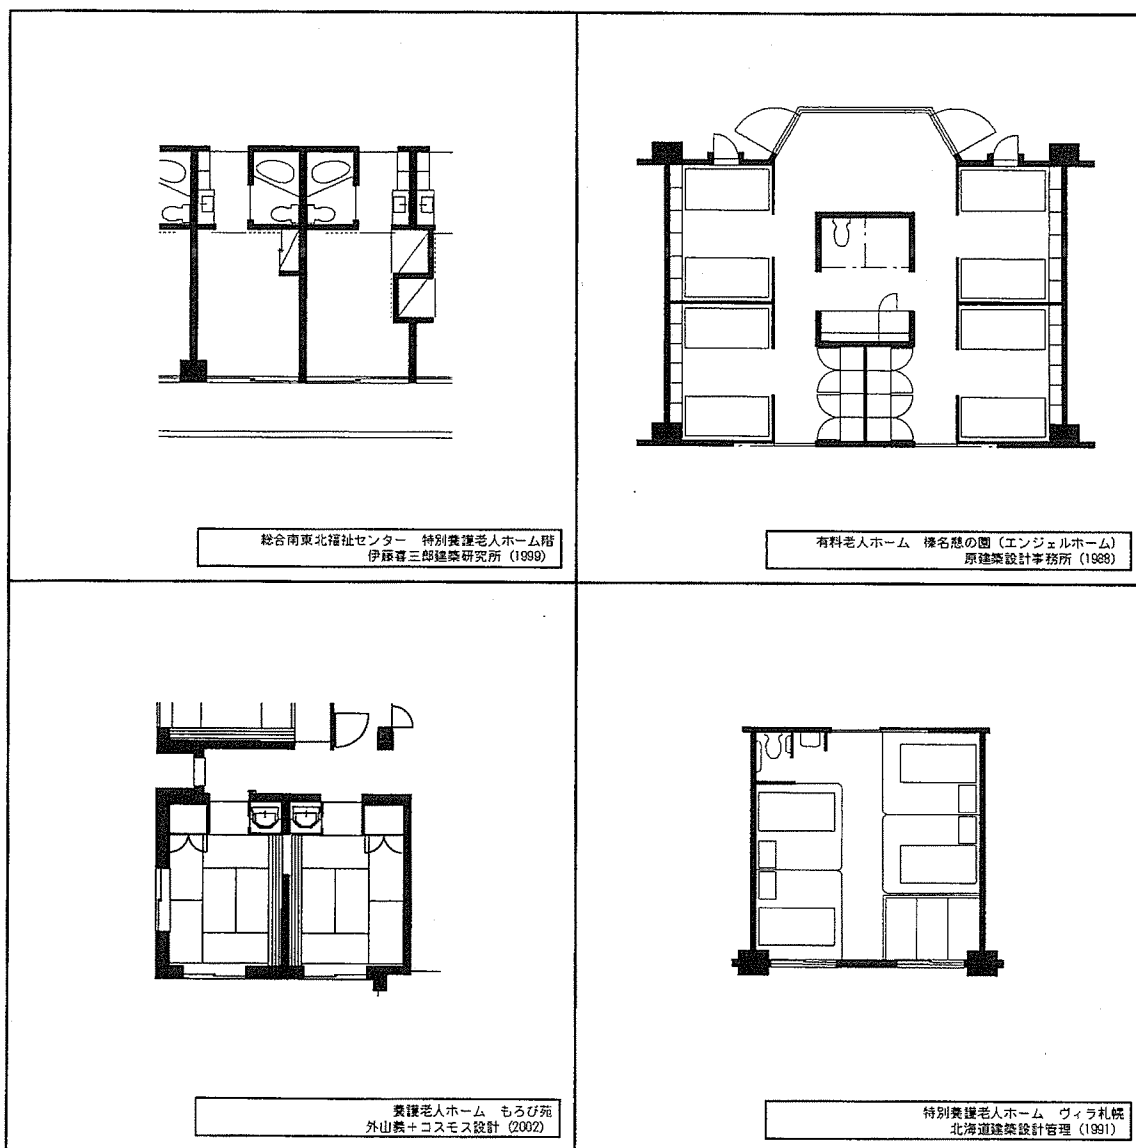 総合南東北福祉センター 特別養護老人ホーム階
伊藤喜三郎建築研究所 (1999)
有料老人ホーム 榛名憩の園 (エンジェルホーム)
原建築設計事務所 (1988)
養護老人ホーム もろび苑
外山義+コスモス設計 (2002)
特別養護老人ホーム ヴィラ札幌
北海道建築設計管理 (1991)